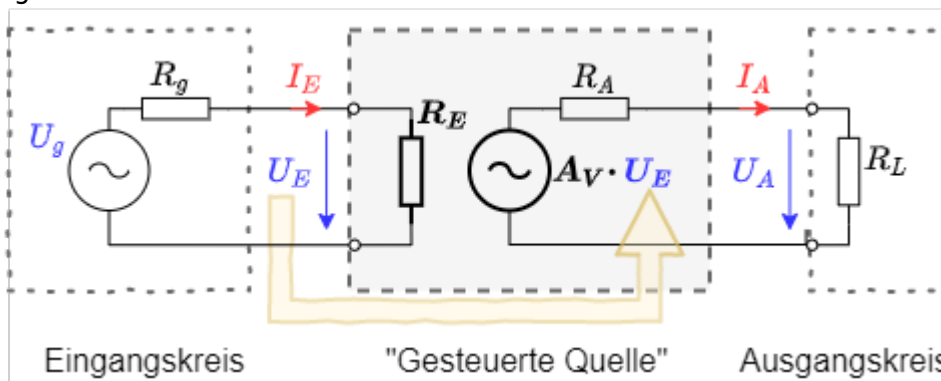 R_g I_E R_E R_A I_A
U_g U_E A_V · U_E U_A R_L
Eingangskreis "Gesteuerte Quelle" Ausgangskreis